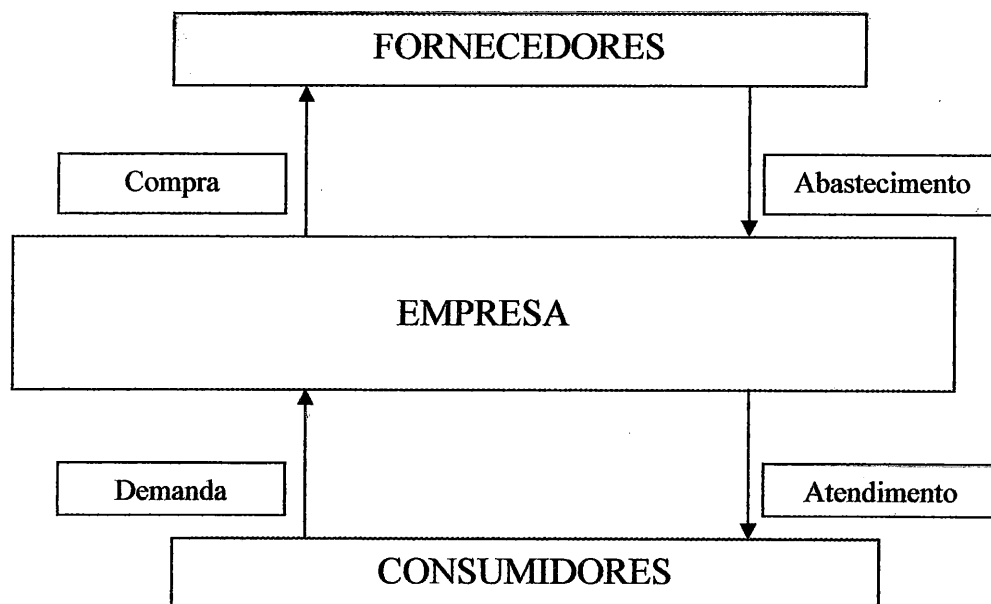 FORNECEDORES
Compra
Abastecimento
EMPRESA
Demanda
Atendimento
CONSUMIDORES